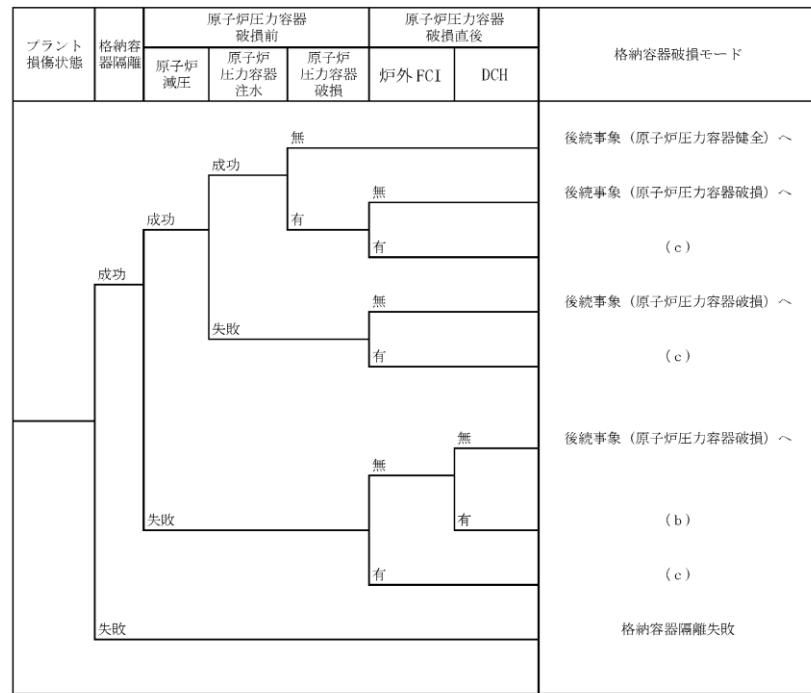 プラント
損傷状態
格納容
器隔離
原子炉圧力容器
破損前
原子炉圧力容器
破損直後
格納容器破損モード
原子炉
減圧
原子炉
圧力容器
注水
原子炉
圧力容器
破損
炉外FCI
DCH
無
後続事象（原子炉圧力容器健全）へ
成功
無
後続事象（原子炉圧力容器破損）へ
成功
有
有
（c）
成功
無
後続事象（原子炉圧力容器破損）へ
失敗
有
（c）
無
後続事象（原子炉圧力容器破損）へ
無
失敗
有
（b）
有
（c）
失敗
格納容器隔離失敗